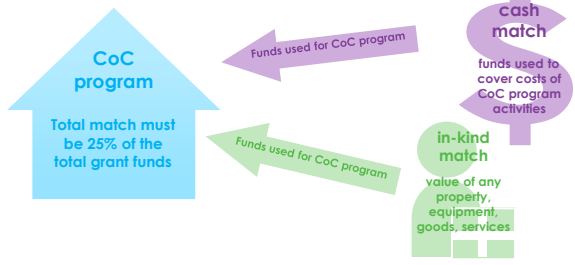 CoC
program
Total match must
be 25% of the
total grant funds
Funds used for CoC program
cash
match
funds used to
cover costs of
CoC program
activities
Funds used for CoC program
in-kind
match
value of any
property,
equipment,
goods, services